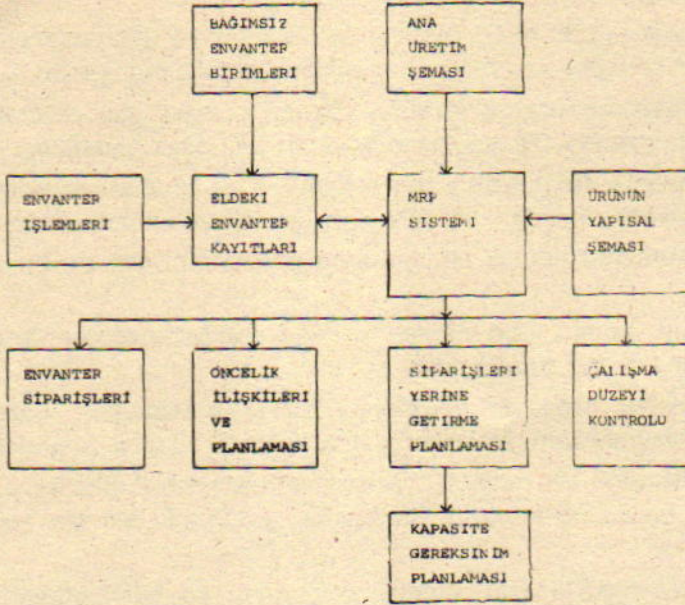 BAĞIMSIZ
ENVANTER
BİRİMLERİ
ANA
ÜRETİM
ŞEMASI
ENVANTER
İŞLEMLERİ
ELDEKİ
ENVANTER
KAYITLARI
MRP
SİSTEMİ
ÜRÜNÜN
YAPISAL
ŞEMASI
ENVANTER
SİPARİŞLERİ
ÖNCELİK
İLİŞKİLERİ
VE
PLANLAMASI
SİPARİŞLERİ
YERİNE
GETİRME
PLANLAMASI
ÇALIŞMA
DÜZEYİ
KONTROLU
KAPASİTE
GEREKSİNİM
PLANLAMASI